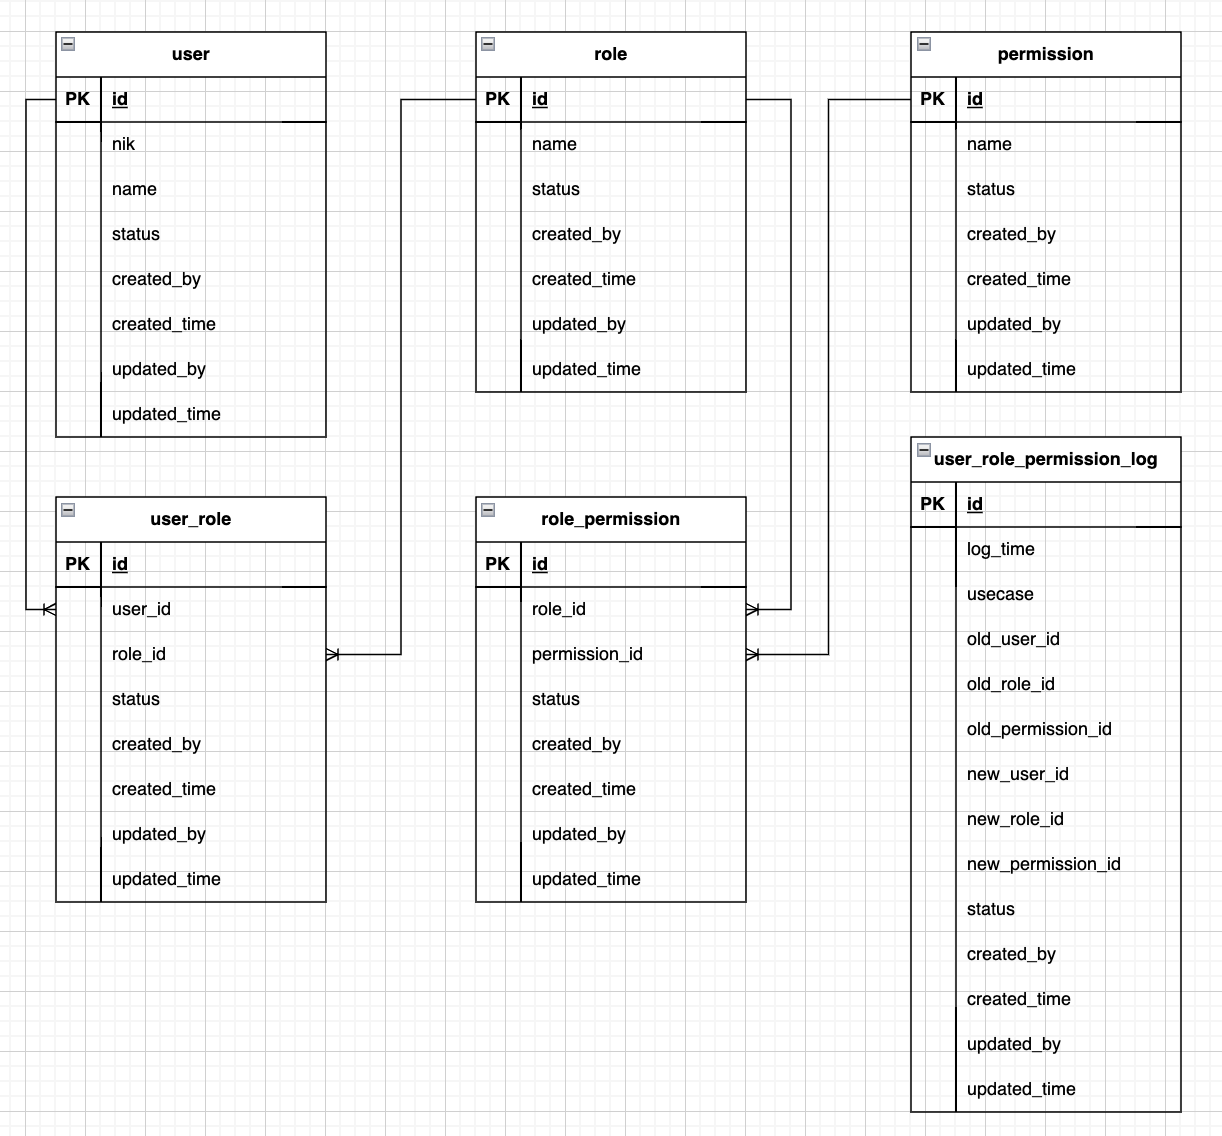 user
PK id
nik
name
status
created_by
created_time
updated_by
updated_time
role
PK id
name
status
created_by
created_time
updated_by
updated_time
permission
PK id
name
status
created_by
created_time
updated_by
updated_time
user_role
PK id
user_id
role_id
status
created_by
created_time
updated_by
updated_time
role_permission
PK id
role_id
permission_id
status
created_by
created_time
updated_by
updated_time
user_role_permission_log
PK id
log_time
usecase
old_user_id
old_role_id
old_permission_id
new_user_id
new_role_id
new_permission_id
status
created_by
created_time
updated_by
updated_time